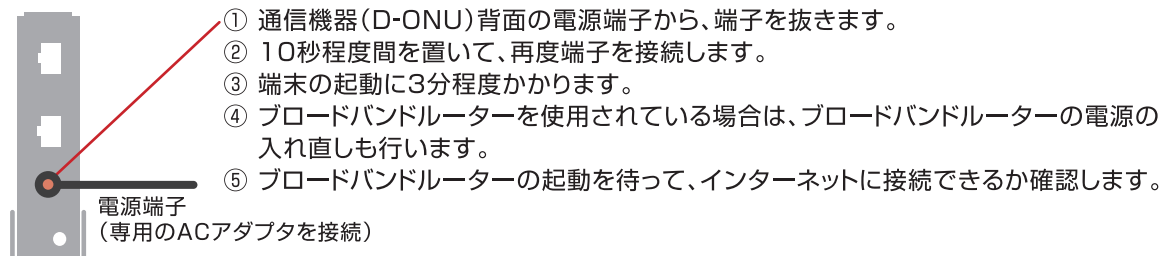 ① 通信機器（D-ONU）背面の電源端子から、端子を抜きます。
② 10秒程度間を置いて、再度端子を接続します。
③ 端末の起動に3分程度かかります。
④ ブロードバンドルーターを使用されている場合は、ブロードバンドルーターの電源の
入れ直しも行います。
⑤ ブロードバンドルーターの起動を待って、インターネットに接続できるか確認します。
電源端子
（専用のACアダプタを接続）